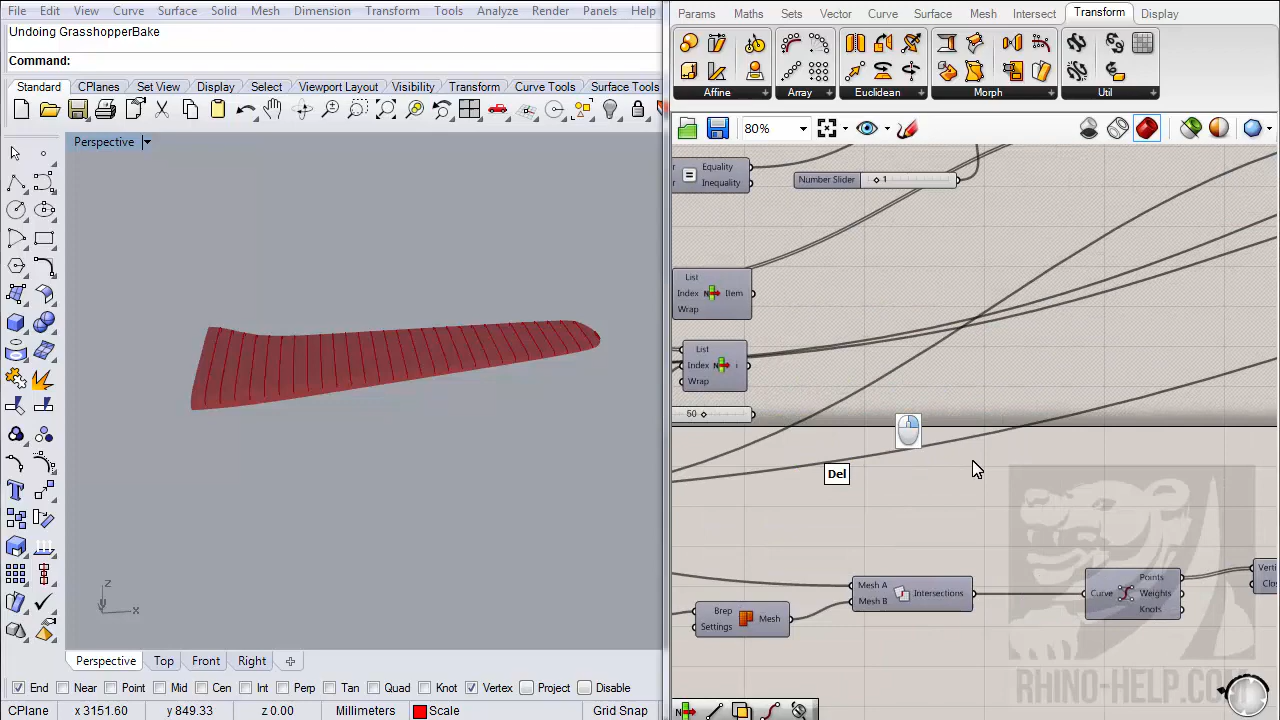 File Edit View Curve Surface Solid Mesh Dimension Transform Tools Analyze Render Panels Help
Undoing GrasshopperBake
Command:
Standard CPlanes Set View Display Select Viewport Layout Visibility Transform Curve Tools Surface Tools
Perspective
z
x
Perspective Top Front Right
End Near Point Mid Cen Int Perp Tan Quad Knot Vertex Project Disable
CPlane x 3151.60 y 849.33 z 0.00 Millimeters Scale Grid Snap
Params Maths Sets Vector Curve Surface Mesh Intersect Transform Display
Affine Array Euclidean Morph Util
80%
Equality
Inequality
Number Slider 1
List
Index Item
Wrap
List
Index i
Wrap
50
Del
Mesh A
Mesh B
Intersections
Brep
Settings
Mesh
Curve
Points
Weights
Knots
RHINO-HELP.COM